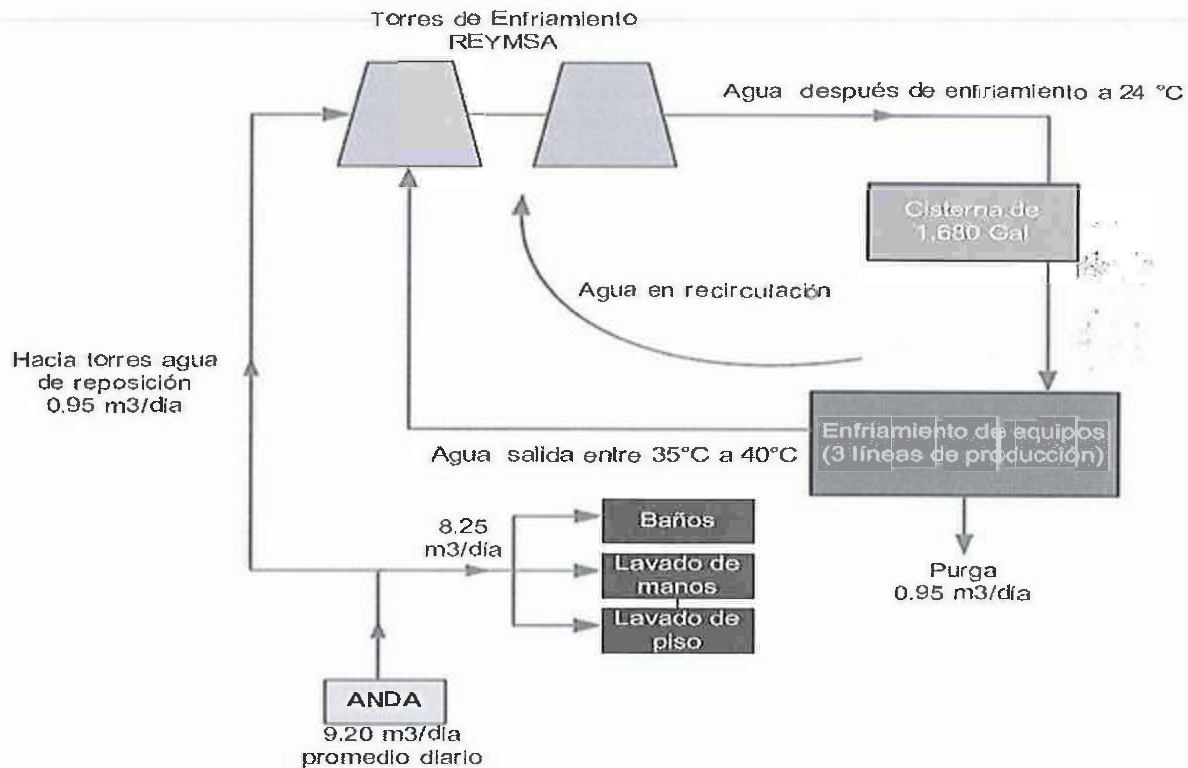 Torres de Enfriamiento
REYMSA
Agua después de enfriamiento a 24 °C
Cisterna de
1,680 Gal
Agua en recirculación
Hacia torres agua
de reposición
0.95 m3/dia
Enfriamiento de equipos
(3 líneas de producción)
Agua salida entre 35°C a 40°C
8.25
m3/día
Baños
Lavado de
manos
Lavado de
piso
Purga
0.95 m3/día
ANDA
9.20 m3/día
promedio diario